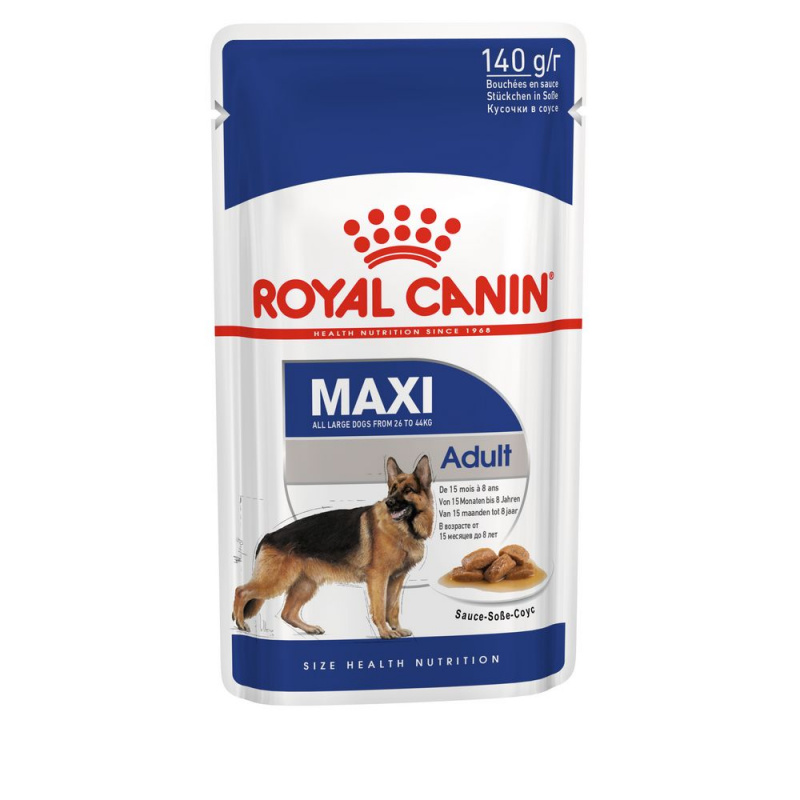 140 g/г
Bouchées en sauce
Stückchen in Soße
Кусочки в соусе
ROYAL CANIN®
HEALTH NUTRITION SINCE 1968
MAXI
ALL LARGE DOGS FROM 26 TO 44KG
Adult
De 15 mois à 8 ans
Von 15 Monaten bis 8 Jahren
Van 15 maanden tot 8 jaar
В возрасте от
15 месяцев до 8 лет
Sauce-Soße-Соус
SIZE HEALTH NUTRITION